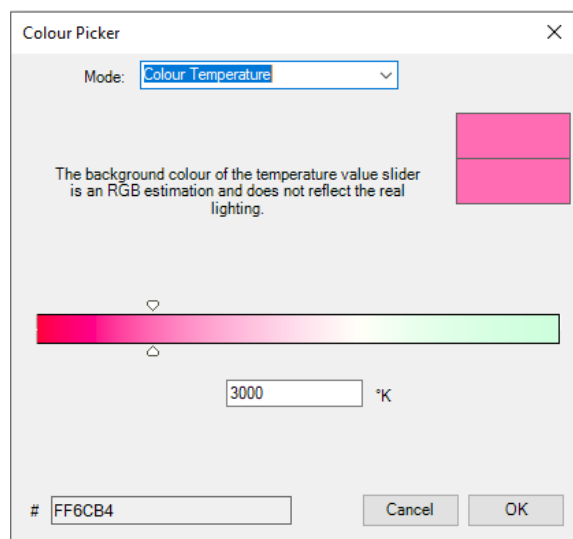 Colour Picker
Mode: Colour Temperature
The background colour of the temperature value slider
is an RGB estimation and does not reflect the real
lighting.
3000 °K
# FF6CB4 Cancel OK